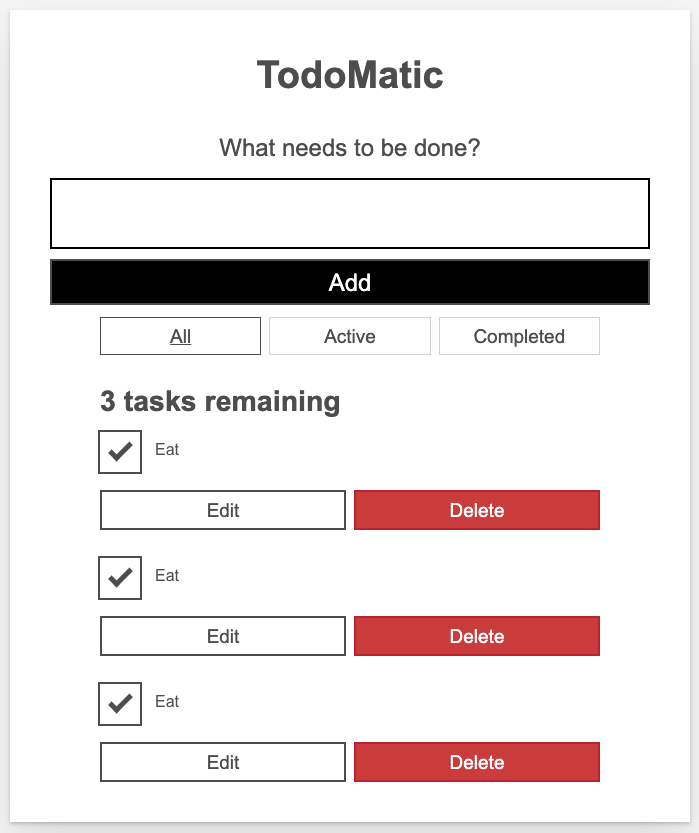 TodoMatic
What needs to be done?
Add
All Active Completed
3 tasks remaining
Eat
Edit Delete
Eat
Edit Delete
Eat
Edit Delete